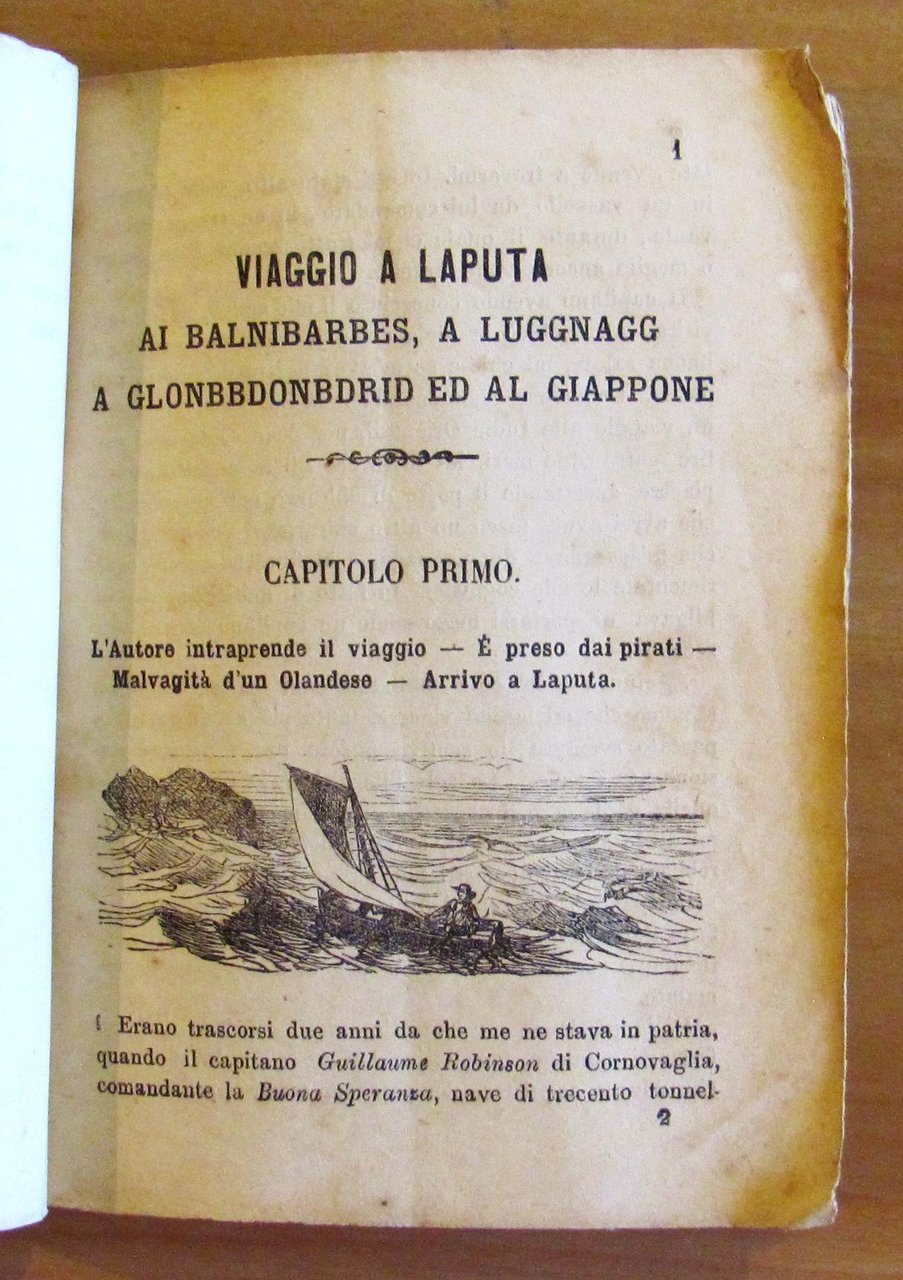 1
VIAGGIO A LAPUTA
AI BALNIBARBES, A LUGGNAGG
A GLONBBDONBDRID ED AL GIAPPONE
CAPITOLO PRIMO.
L'Autore intraprende il viaggio — È preso dai pirati —
Malvagità d'un Olandese — Arrivo a Laputa.
Erano trascorsi due anni da che me ne stava in patria,
quando il capitano Guillaume Robinson di Cornovaglia,
comandante la Buona Speranza, nave di trecento tonnel-
2